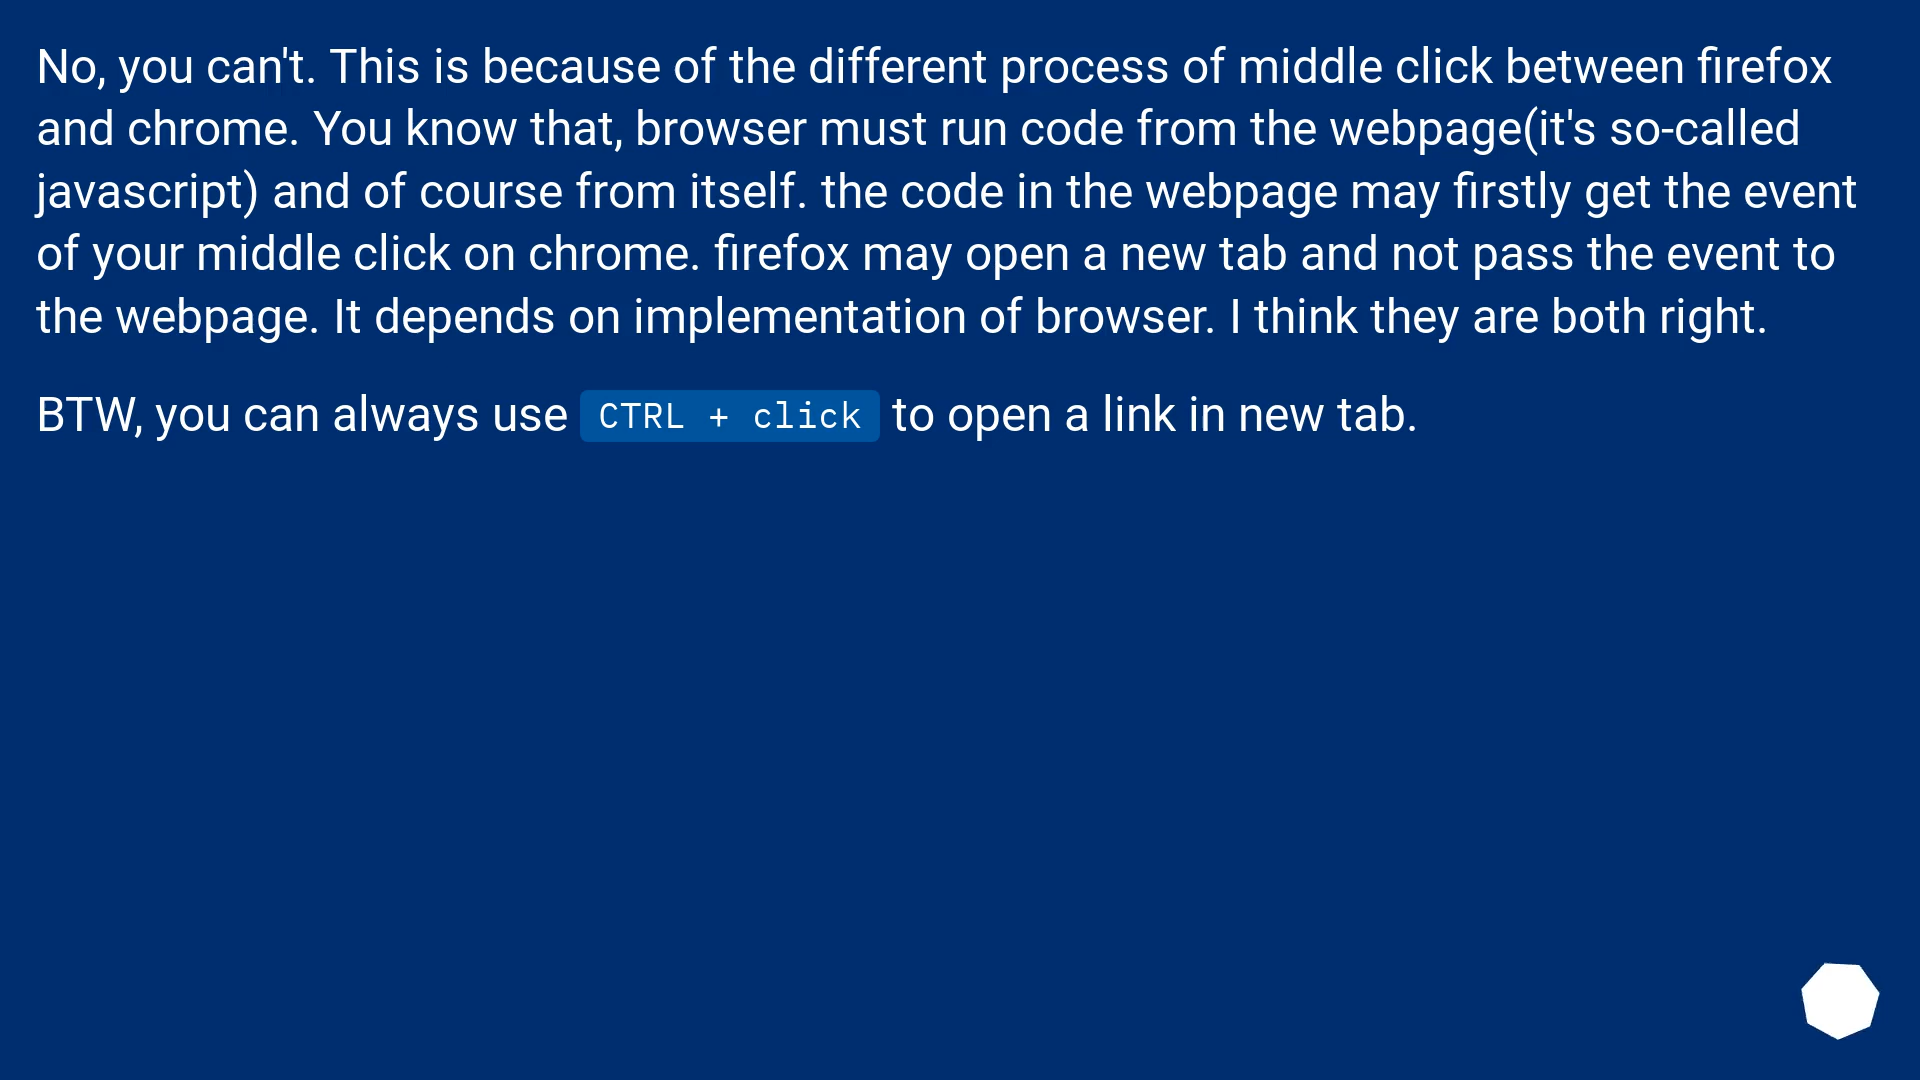 No, you can't. This is because of the different process of middle click between firefox
and chrome. You know that, browser must run code from the webpage(it's so-called
javascript) and of course from itself. the code in the webpage may firstly get the event
of your middle click on chrome. firefox may open a new tab and not pass the event to
the webpage. It depends on implementation of browser. I think they are both right.
BTW, you can always use CTRL + click to open a link in new tab.